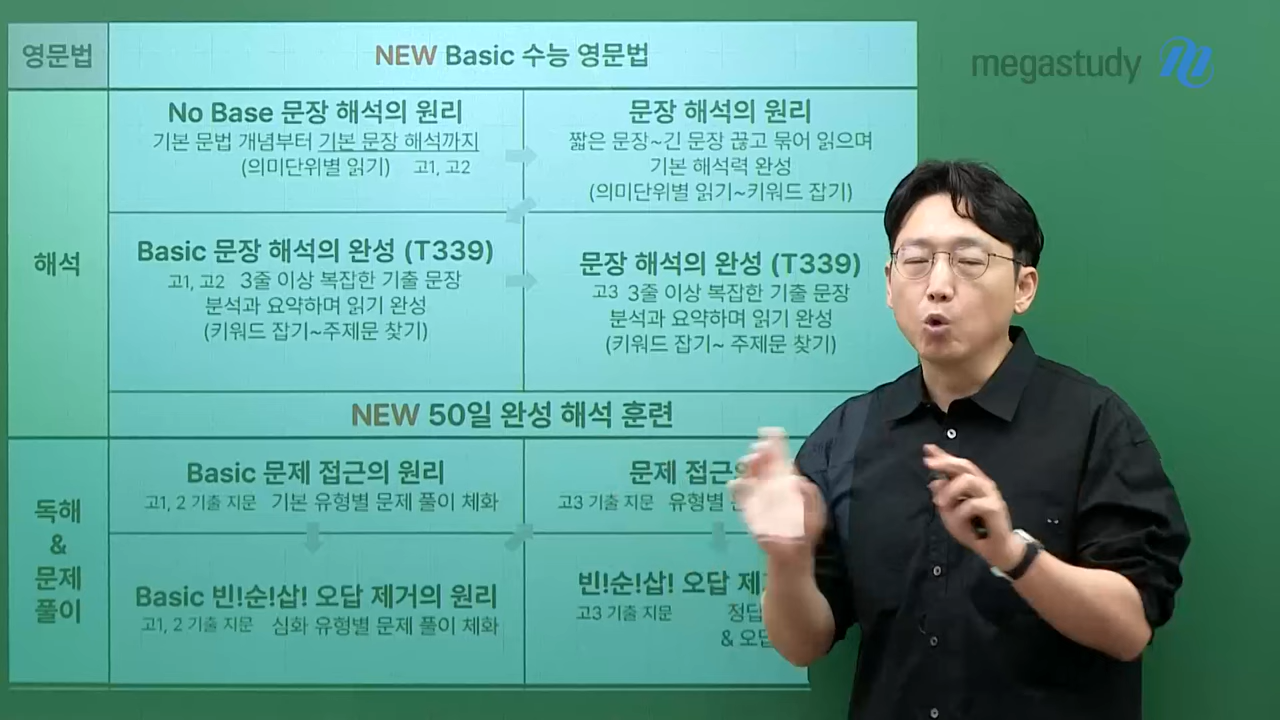 영문법
NEW Basic 수능 영문법
megastudy
해석
No Base 문장 해석의 원리
기본 문법 개념부터 기본 문장 해석까지
(의미단위별 읽기) 고1, 고2
문장 해석의 원리
짧은 문장~긴 문장 끊고 묶어 읽으며
기본 해석력 완성
(의미단위별 읽기~키워드 잡기)
Basic 문장 해석의 완성 (T339)
고1, 고2 3줄 이상 복잡한 기출 문장
분석과 요약하며 읽기 완성
(키워드 잡기~주제문 찾기)
문장 해석의 완성 (T339)
고3 3줄 이상 복잡한 기출 문장
분석과 요약하며 읽기 완성
(키워드 잡기~ 주제문 찾기)
NEW 50일 완성 해석 훈련
독해
&
문제
풀이
Basic 문제 접근의 원리
고1, 2 기출 지문 기본 유형별 문제 풀이 체화
문제 접근
고3 기출 지문 유형별
Basic 빈!순!삽! 오답 제거의 원리
고1, 2 기출 지문 심화 유형별 문제 풀이 체화
빈!순!삽! 오답
고3 기출 지문 정답
& 오답